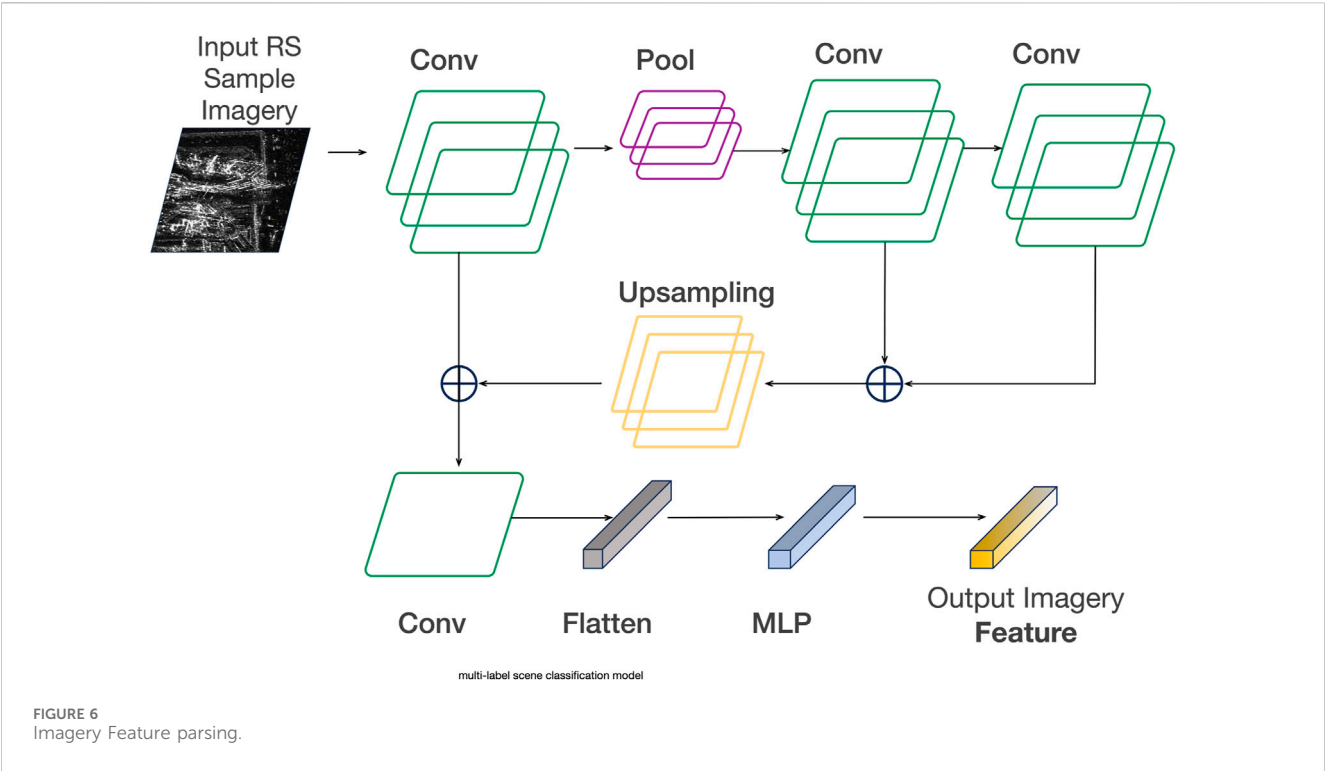 Input RS
Sample
Imagery
Conv
Pool
Conv
Conv
Upsampling
Conv
Flatten
MLP
Output Imagery
Feature
multi-label scene classification model
FIGURE 6
Imagery Feature parsing.